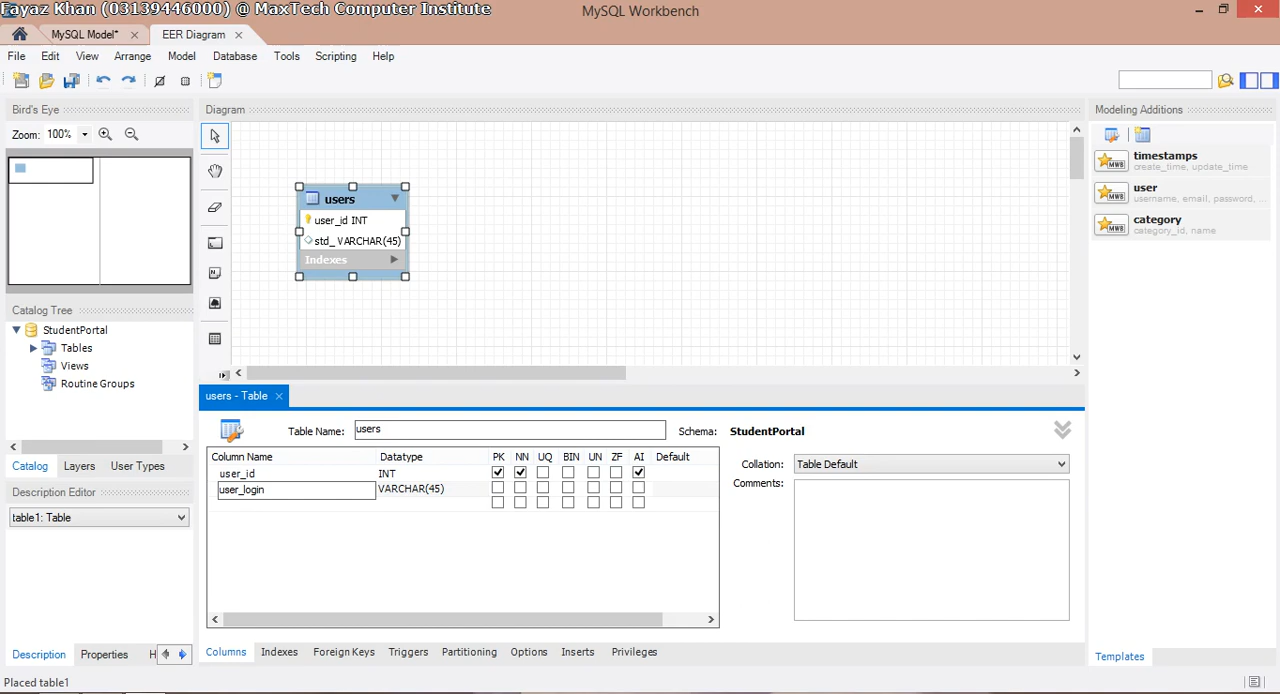 Fayaz Khan (03139446000) @ MaxTech Computer Institute
MySQL Workbench
MySQL Model* ×
EER Diagram ×
File Edit View Arrange Model Database Tools Scripting Help
Bird's Eye
Diagram
Modeling Additions
Zoom: 100%
timestamps
create_time, update_time
user
username, email, password, ...
category
category_id, name
users
user_id INT
std_ VARCHAR(45)
Indexes
Catalog Tree
StudentPortal
Tables
Views
Routine Groups
Catalog Layers User Types
Description Editor
table1: Table
Description Properties H
users - Table ×
Table Name: users Schema: StudentPortal
Column Name Datatype PK NN UQ BIN UN ZF AI Default
user_id INT
user_login VARCHAR(45)
Collation: Table Default
Comments:
Columns Indexes Foreign Keys Triggers Partitioning Options Inserts Privileges
Templates
Placed table1